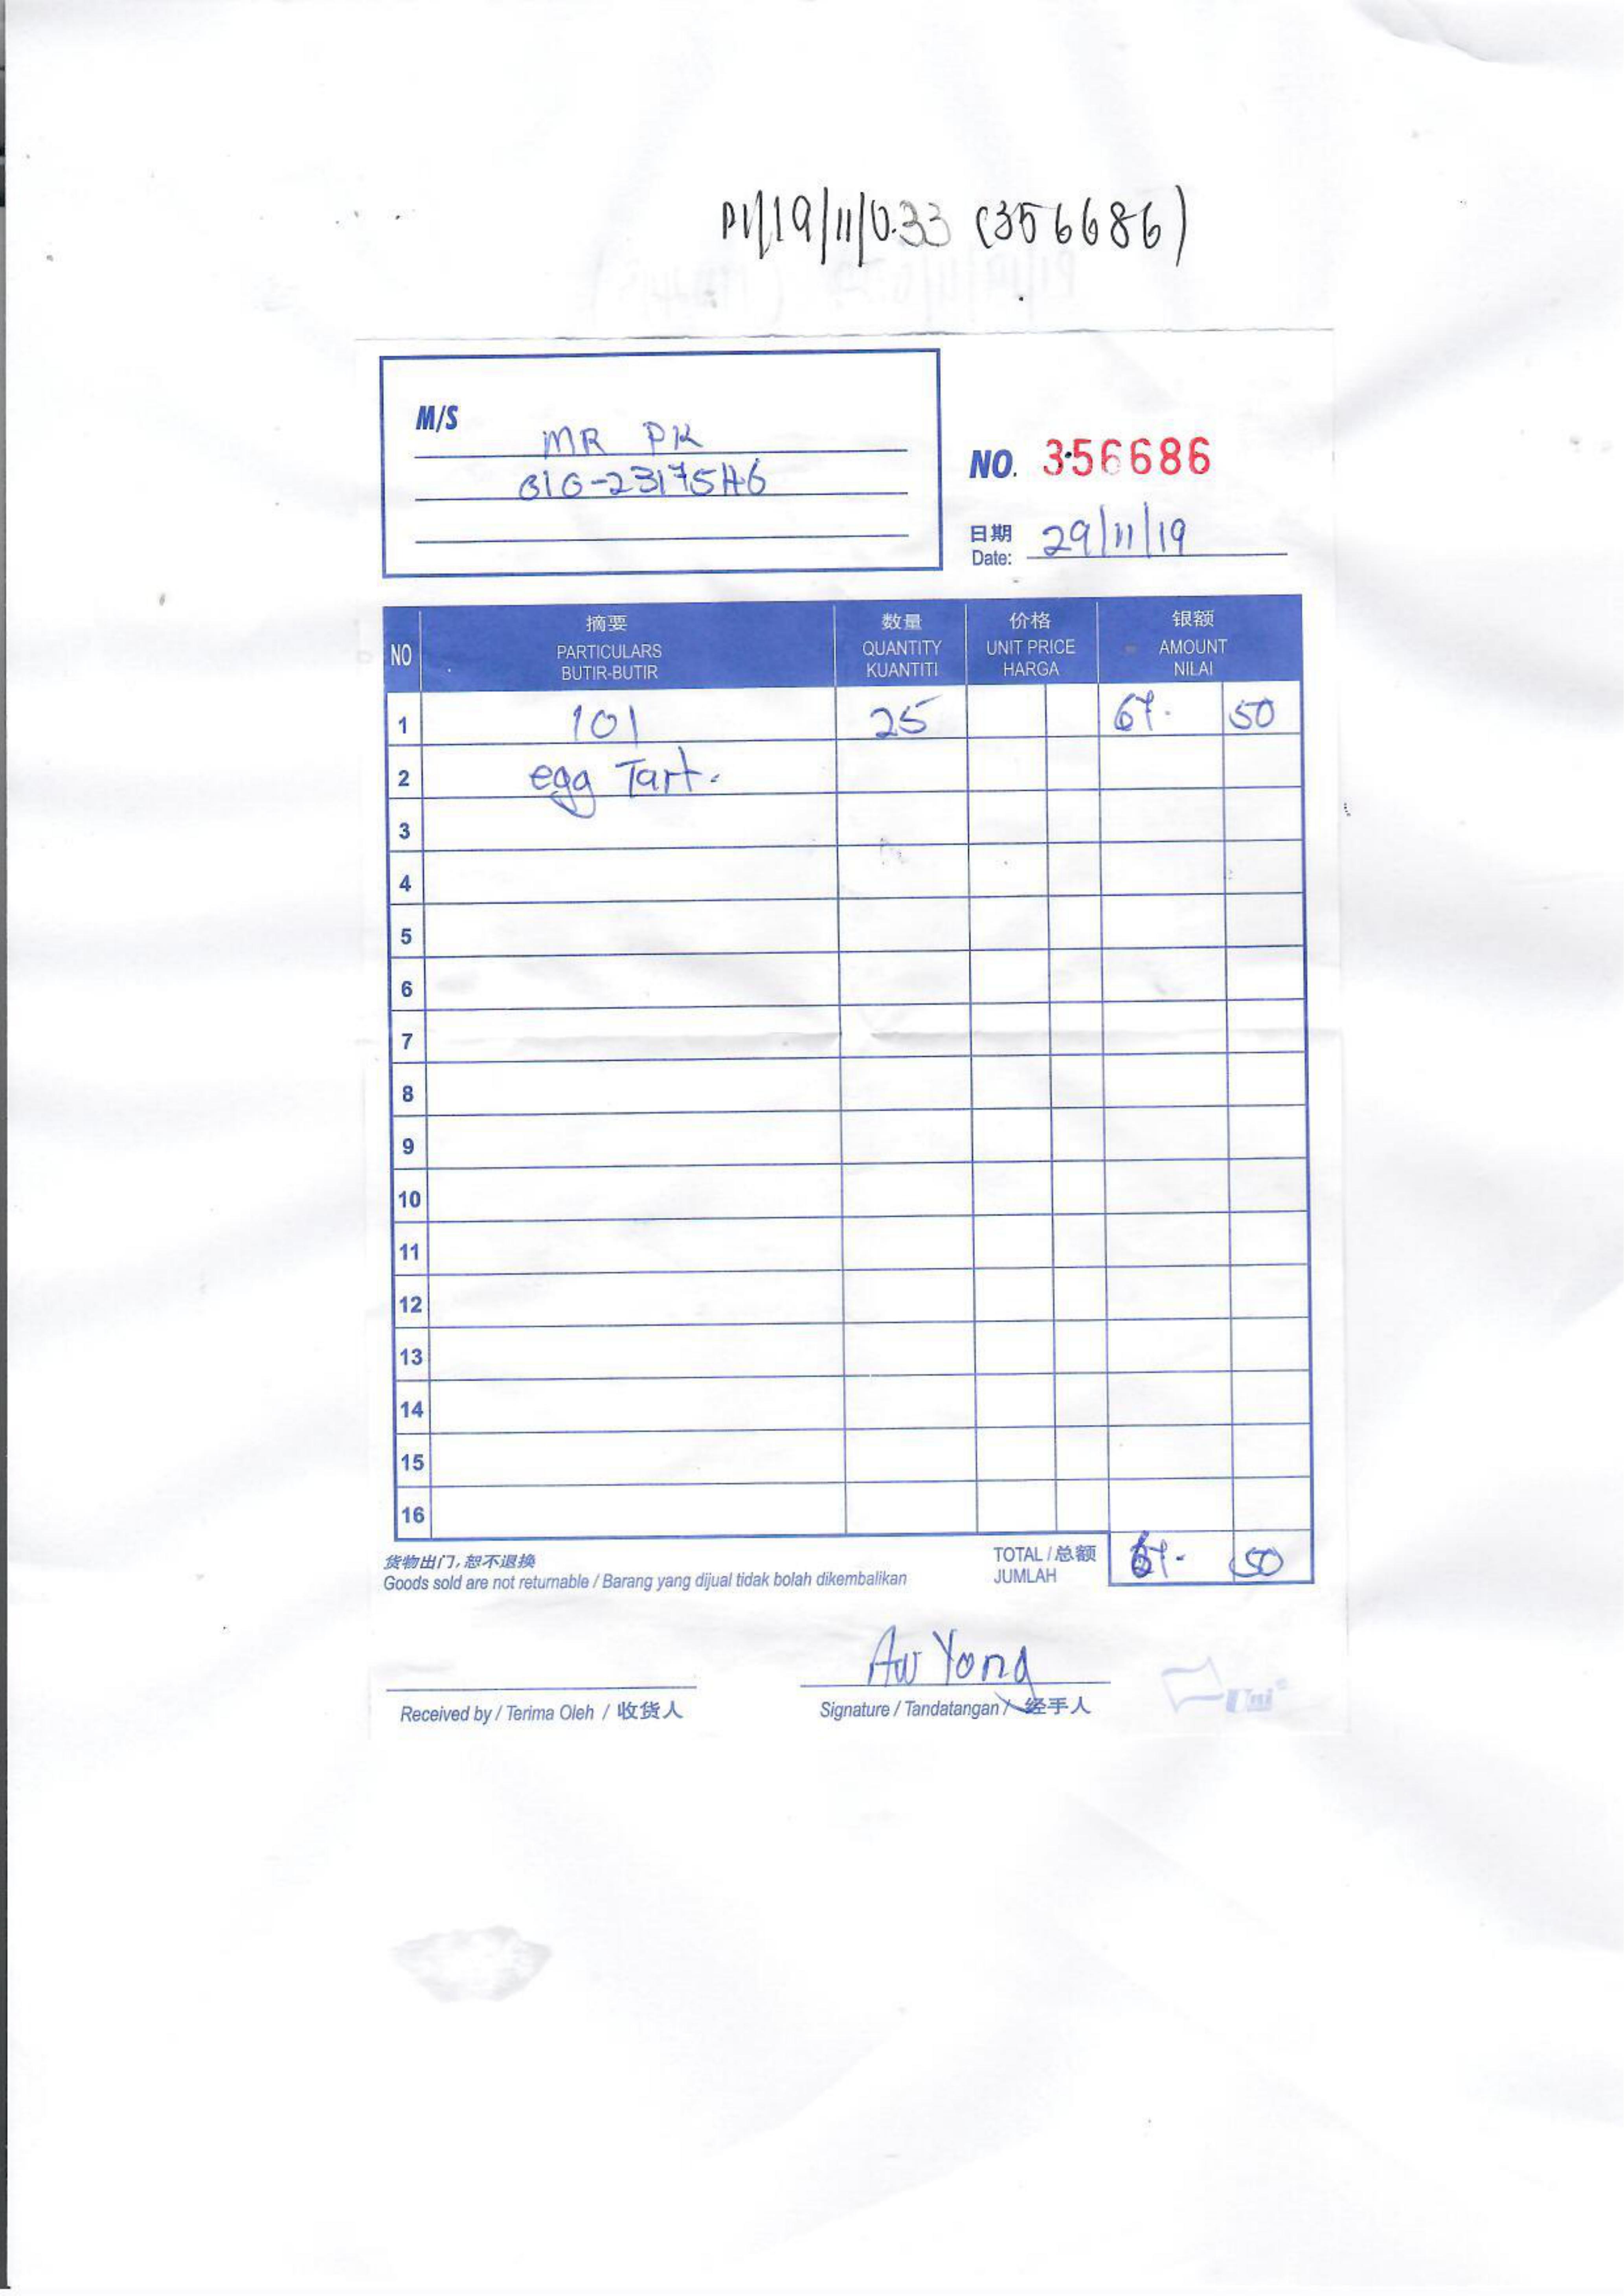 PV/19/11/0.33 (356686)
M/S
MR PK
016-2317546
NO. 356686
日期
Date: 29/11/19
NO
摘要
PARTICULARS
BUTIR-BUTIR
数量
QUANTITY
KUANTITI
价格
UNIT PRICE
HARGA
银额
AMOUNT
NILAI
1 101 25 67. 50
2 egg Tart.
3
4
5
6
7
8
9
10
11
12
13
14
15
16
货物出门,恕不退换
Goods sold are not returnable / Barang yang dijual tidak bolah dikembalikan
TOTAL / 总额
JUMLAH
67. 50
Aw Yong
Received by / Terima Oleh / 收货人
Signature / Tandatangan / 经手人
Uni